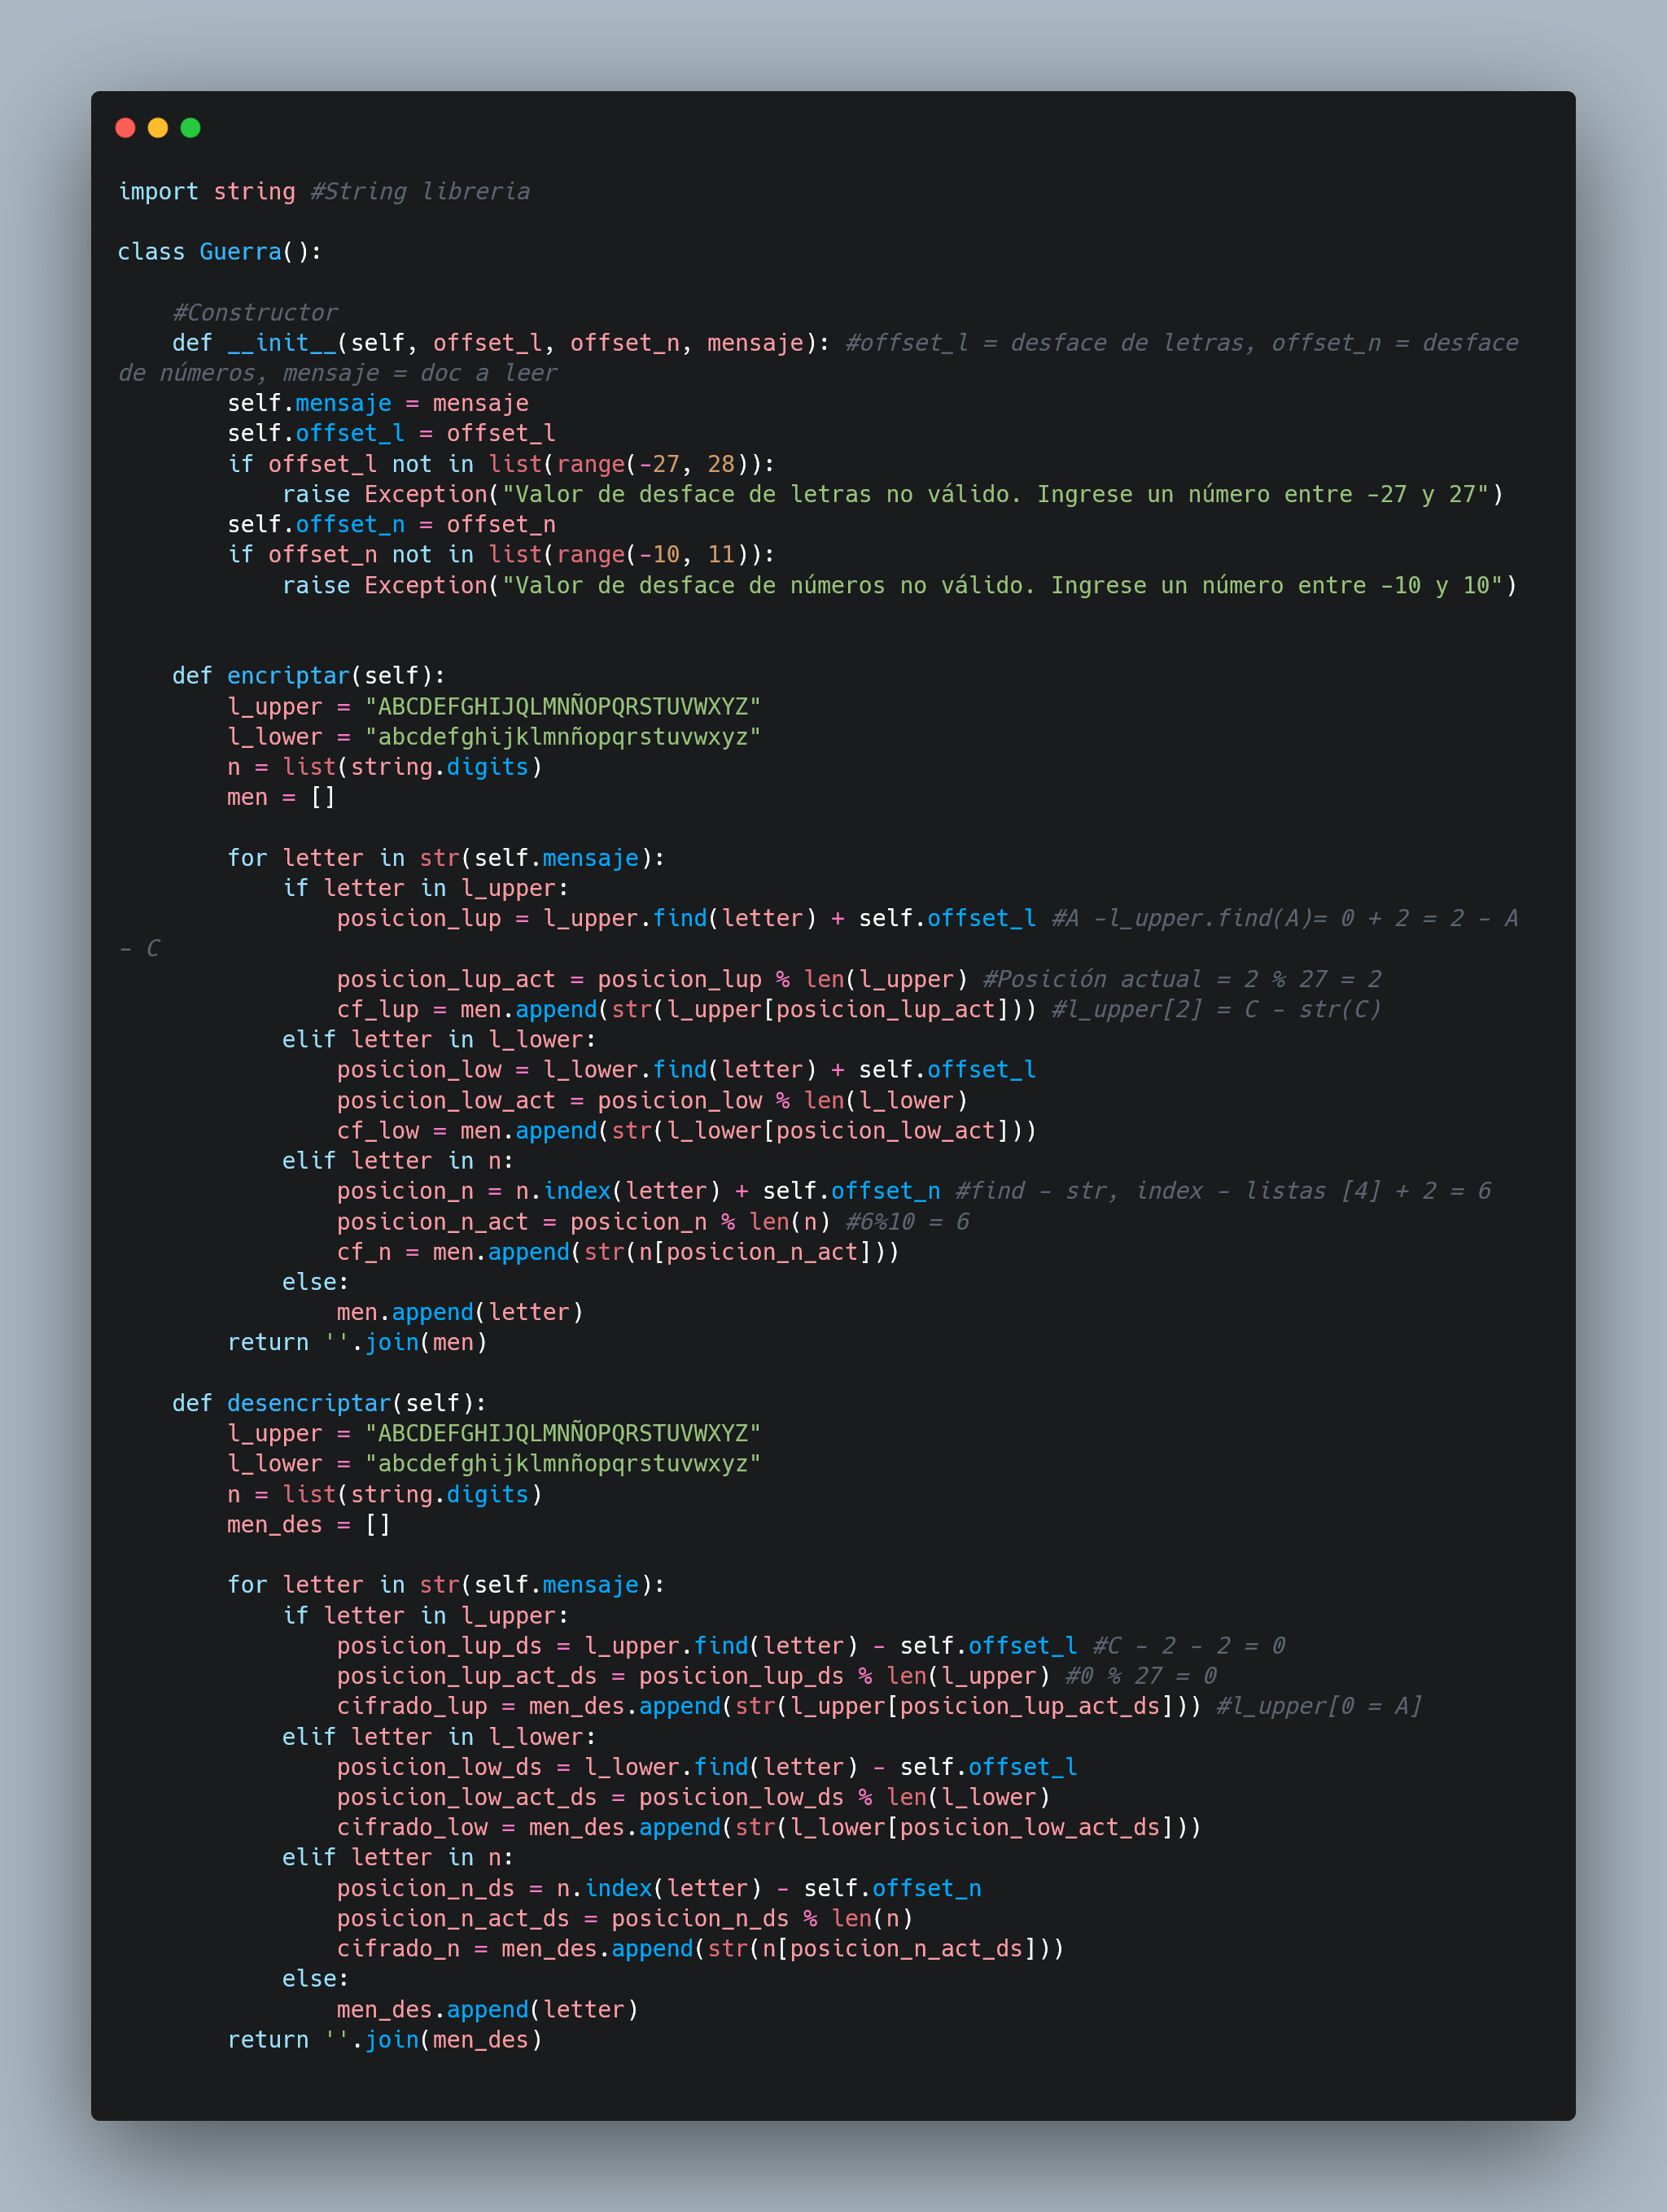 import string #String libreria
class Guerra():
    #Constructor
    def __init__(self, offset_l, offset_n, mensaje): #offset_l = desface de letras, offset_n = desface
de números, mensaje = doc a leer
        self.mensaje = mensaje
        self.offset_l = offset_l
        if offset_l not in list(range(-27, 28)):
            raise Exception("Valor de desface de letras no válido. Ingrese un número entre -27 y 27")
        self.offset_n = offset_n
        if offset_n not in list(range(-10, 11)):
            raise Exception("Valor de desface de números no válido. Ingrese un número entre -10 y 10")
    def encriptar(self):
        l_upper = "ABCDEFGHIJQLMNÑOPQRSTUVWXYZ"
        l_lower = "abcdefghijklmnñopqrstuvwxyz"
        n = list(string.digits)
        men = []
        for letter in str(self.mensaje):
            if letter in l_upper:
                posicion_lup = l_upper.find(letter) + self.offset_l #A -l_upper.find(A)= 0 + 2 = 2 - A
- C
                posicion_lup_act = posicion_lup % len(l_upper) #Posición actual = 2 % 27 = 2
                cf_lup = men.append(str(l_upper[posicion_lup_act])) #l_upper[2] = C - str(C)
            elif letter in l_lower:
                posicion_low = l_lower.find(letter) + self.offset_l
                posicion_low_act = posicion_low % len(l_lower)
                cf_low = men.append(str(l_lower[posicion_low_act]))
            elif letter in n:
                posicion_n = n.index(letter) + self.offset_n #find - str, index - listas [4] + 2 = 6
                posicion_n_act = posicion_n % len(n) #6%10 = 6
                cf_n = men.append(str(n[posicion_n_act]))
            else:
                men.append(letter)
        return ''.join(men)
    def desencriptar(self):
        l_upper = "ABCDEFGHIJQLMNÑOPQRSTUVWXYZ"
        l_lower = "abcdefghijklmnñopqrstuvwxyz"
        n = list(string.digits)
        men_des = []
        for letter in str(self.mensaje):
            if letter in l_upper:
                posicion_lup_ds = l_upper.find(letter) - self.offset_l #C - 2 - 2 = 0
                posicion_lup_act_ds = posicion_lup_ds % len(l_upper) #0 % 27 = 0
                cifrado_lup = men_des.append(str(l_upper[posicion_lup_act_ds])) #l_upper[0 = A]
            elif letter in l_lower:
                posicion_low_ds = l_lower.find(letter) - self.offset_l
                posicion_low_act_ds = posicion_low_ds % len(l_lower)
                cifrado_low = men_des.append(str(l_lower[posicion_low_act_ds]))
            elif letter in n:
                posicion_n_ds = n.index(letter) - self.offset_n
                posicion_n_act_ds = posicion_n_ds % len(n)
                cifrado_n = men_des.append(str(n[posicion_n_act_ds]))
            else:
                men_des.append(letter)
        return ''.join(men_des)